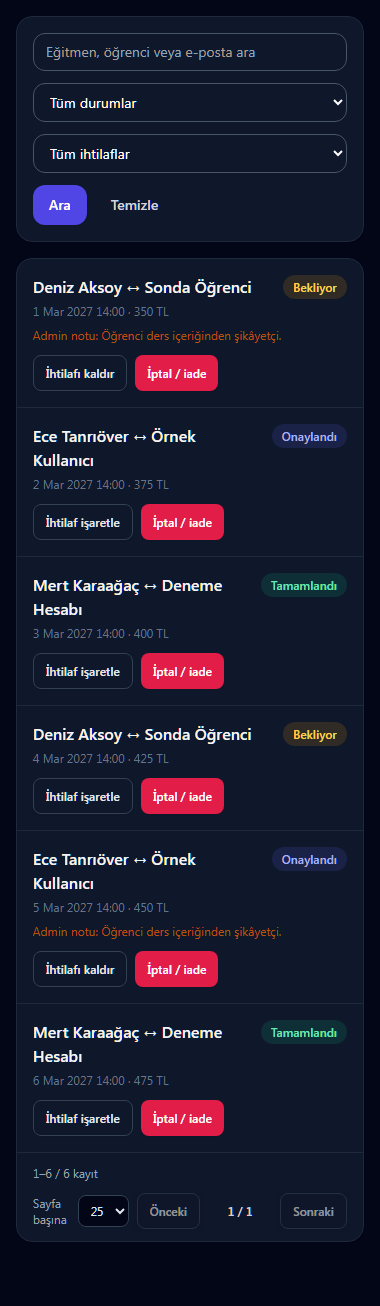 Eğitmen, öğrenci veya e-posta ara
Tüm durumlar
Tüm ihtilaflar
Ara Temizle
Deniz Aksoy ↔ Sonda Öğrenci Bekliyor
1 Mar 2027 14:00 · 350 TL
Admin notu: Öğrenci ders içeriğinden şikâyetçi.
İhtilafı kaldır İptal / iade
Ece Tanrıöver ↔ Örnek Onaylandı
Kullanıcı
2 Mar 2027 14:00 · 375 TL
İhtilaf işaretle İptal / iade
Mert Karaağaç ↔ Deneme Tamamlandı
Hesabı
3 Mar 2027 14:00 · 400 TL
İhtilaf işaretle İptal / iade
Deniz Aksoy ↔ Sonda Öğrenci Bekliyor
4 Mar 2027 14:00 · 425 TL
İhtilaf işaretle İptal / iade
Ece Tanrıöver ↔ Örnek Onaylandı
Kullanıcı
5 Mar 2027 14:00 · 450 TL
Admin notu: Öğrenci ders içeriğinden şikâyetçi.
İhtilafı kaldır İptal / iade
Mert Karaağaç ↔ Deneme Tamamlandı
Hesabı
6 Mar 2027 14:00 · 475 TL
İhtilaf işaretle İptal / iade
1–6 / 6 kayıt
Sayfa
başına 25 Önceki 1 / 1 Sonraki